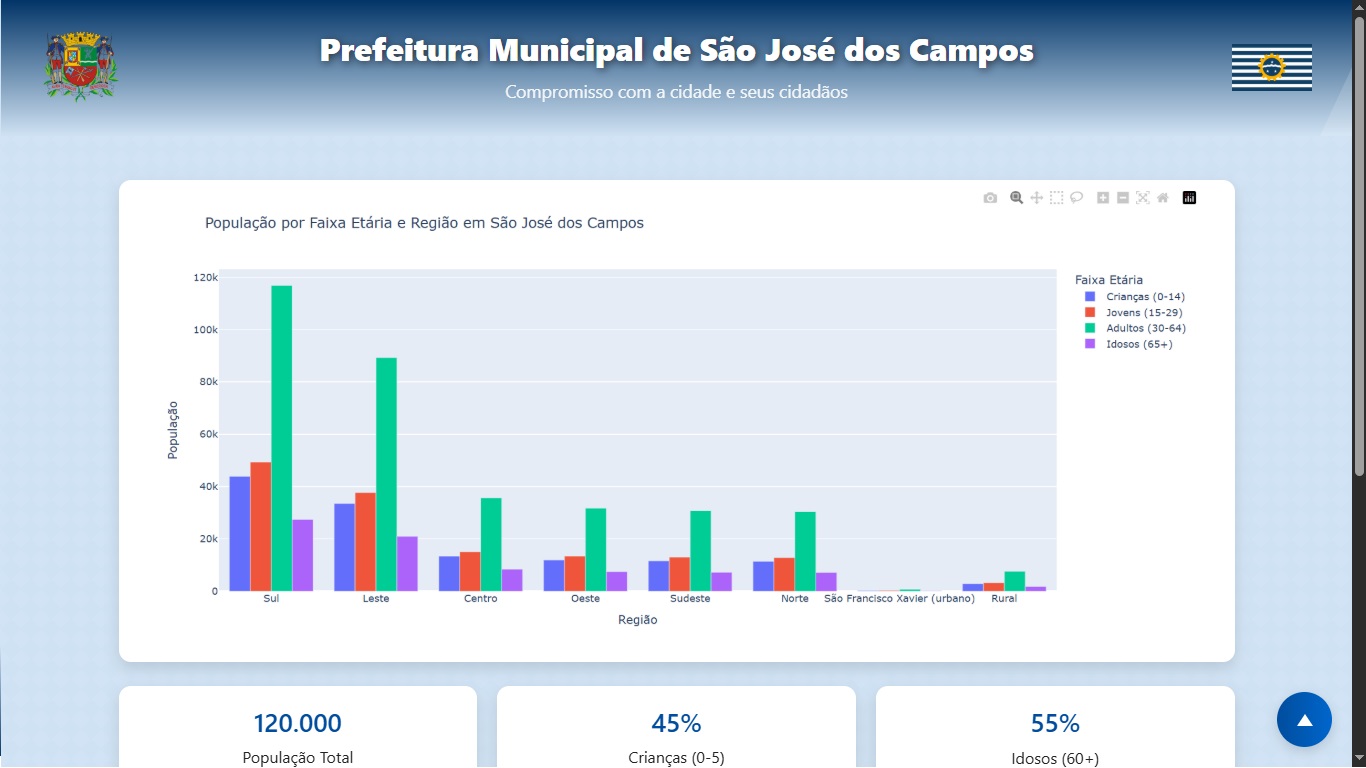 Prefeitura Municipal de São José dos Campos
Compromisso com a cidade e seus cidadãos
População por Faixa Etária e Região em São José dos Campos
120k
100k
80k
60k
40k
20k
0
População
Sul
Leste
Centro
Oeste
Sudeste
Norte
São Francisco Xavier (urbano)
Rural
Região
Faixa Etária
Crianças (0-14)
Jovens (15-29)
Adultos (30-64)
Idosos (65+)
120.000
População Total
45%
Crianças (0-5)
55%
Idosos (60+)